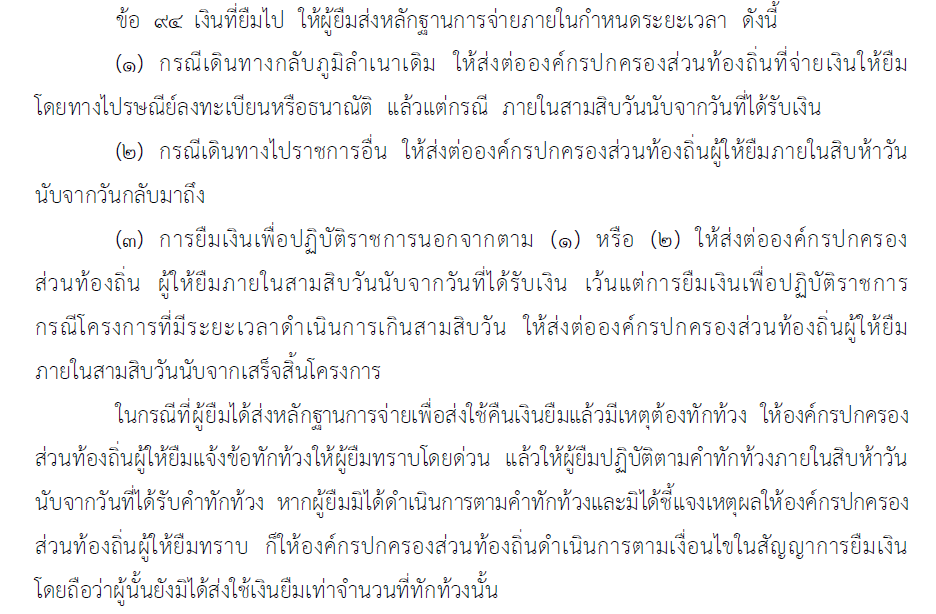 ข้อ ๙๔ เงินที่ยืมไป ให้ผู้ยืมส่งหลักฐานการจ่ายภายในกำหนดระยะเวลา ดังนี้
(๑) กรณีเดินทางกลับภูมิลำเนาเดิม ให้ส่งต่อองค์กรปกครองส่วนท้องถิ่นที่จ่ายเงินให้ยืม
โดยทางไปรษณีย์ลงทะเบียนหรือธนาณัติ แล้วแต่กรณี ภายในสามสิบวันนับจากวันที่ได้รับเงิน
(๒) กรณีเดินทางไปราชการอื่น ให้ส่งต่อองค์กรปกครองส่วนท้องถิ่นผู้ให้ยืมภายในสิบห้าวัน
นับจากวันกลับมาถึง
(๓) การยืมเงินเพื่อปฏิบัติราชการนอกจากตาม (๑) หรือ (๒) ให้ส่งต่อองค์กรปกครอง
ส่วนท้องถิ่น ผู้ให้ยืมภายในสามสิบวันนับจากวันที่ได้รับเงิน เว้นแต่การยืมเงินเพื่อปฏิบัติราชการ
กรณีโครงการที่มีระยะเวลาดำเนินการเกินสามสิบวัน ให้ส่งต่อองค์กรปกครองส่วนท้องถิ่นผู้ให้ยืม
ภายในสามสิบวันนับจากเสร็จสิ้นโครงการ
ในกรณีที่ผู้ยืมได้ส่งหลักฐานการจ่ายเพื่อส่งใช้คืนเงินยืมแล้วมีเหตุต้องทักท้วง ให้องค์กรปกครอง
ส่วนท้องถิ่นผู้ให้ยืมแจ้งข้อทักท้วงให้ผู้ยืมทราบโดยด่วน แล้วให้ผู้ยืมปฏิบัติตามคำทักท้วงภายในสิบห้าวัน
นับจากวันที่ได้รับคำทักท้วง หากผู้ยืมมิได้ดำเนินการตามคำทักท้วงและมิได้ชี้แจงเหตุผลให้องค์กรปกครอง
ส่วนท้องถิ่นผู้ให้ยืมทราบ ก็ให้องค์กรปกครองส่วนท้องถิ่นดำเนินการตามเงื่อนไขในสัญญาการยืมเงิน
โดยถือว่าผู้นั้นยังมิได้ส่งใช้เงินยืมเท่าจำนวนที่ทักท้วงนั้น